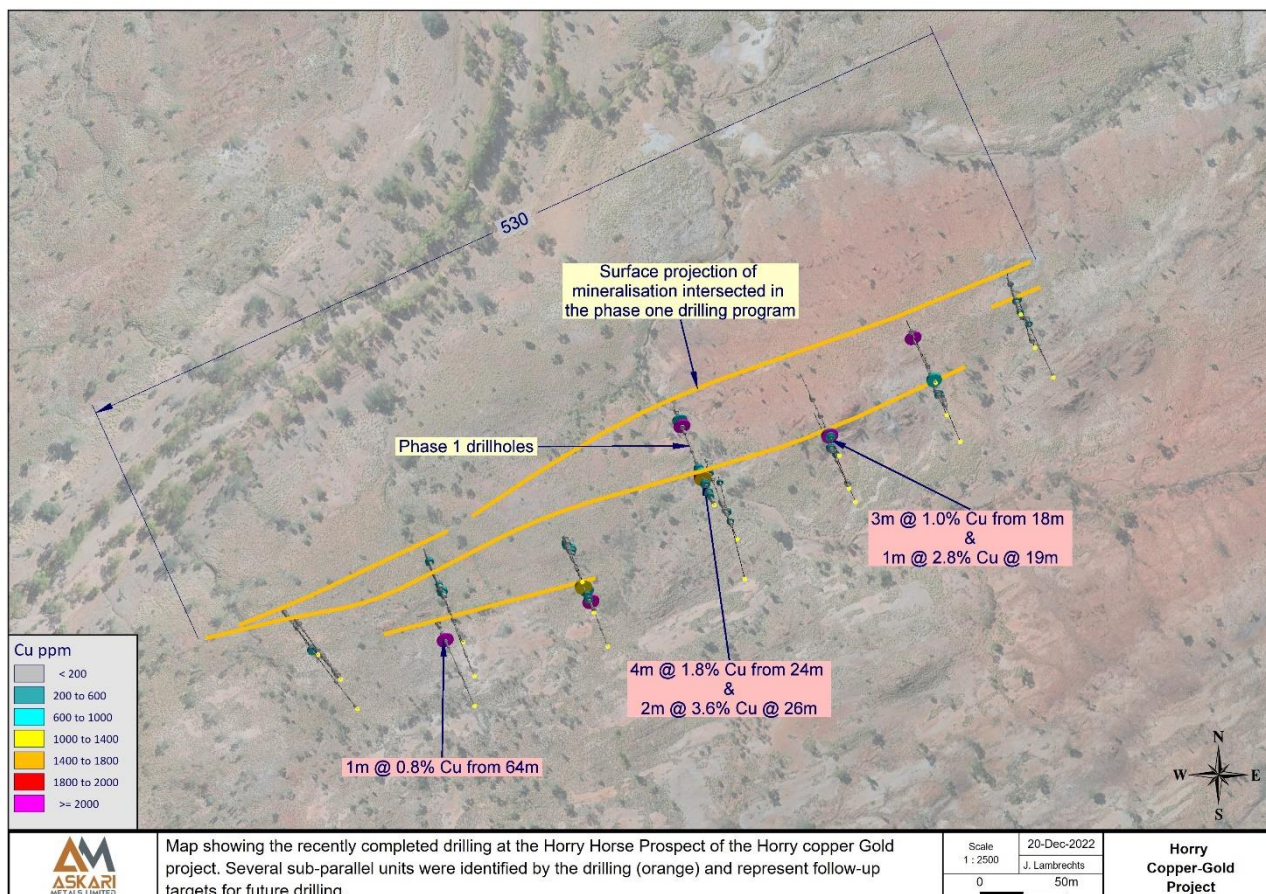 530
Surface projection of
mineralisation intersected in
the phase one drilling program
Phase 1 drillholes
3m @ 1.0% Cu from 18m
&
1m @ 2.8% Cu @ 19m
4m @ 1.8% Cu from 24m
&
2m @ 3.6% Cu @ 26m
1m @ 0.8% Cu from 64m
Cu ppm
< 200
200 to 600
600 to 1000
1000 to 1400
1400 to 1800
1800 to 2000
>= 2000
N
W E
S
AM
ASKARI
METALS LIMITED
Map showing the recently completed drilling at the Horry Horse Prospect of the Horry copper Gold
project. Several sub-parallel units were identified by the drilling (orange) and represent follow-up
targets for future drilling
Scale
1 : 2500
20-Dec-2022
J. Lambrechts
0 50m
Horry
Copper-Gold
Project